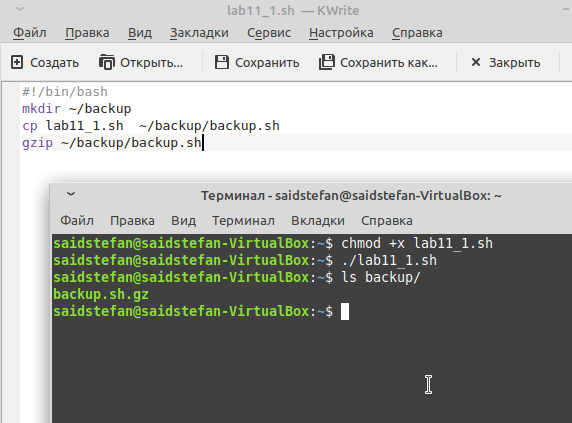 lab11_1.sh — KWrite
Файл Правка Вид Закладки Сервис Настройка Справка
Создать Открыть... Сохранить Сохранить как... Закрыть
#!/bin/bash
mkdir ~/backup
cp lab11_1.sh  ~/backup/backup.sh
gzip ~/backup/backup.sh
Терминал - saidstefan@saidstefan-VirtualBox: ~
Файл Правка Вид Терминал Вкладки Справка
saidstefan@saidstefan-VirtualBox:~$ chmod +x lab11_1.sh
saidstefan@saidstefan-VirtualBox:~$ ./lab11_1.sh
saidstefan@saidstefan-VirtualBox:~$ ls backup/
backup.sh.gz
saidstefan@saidstefan-VirtualBox:~$